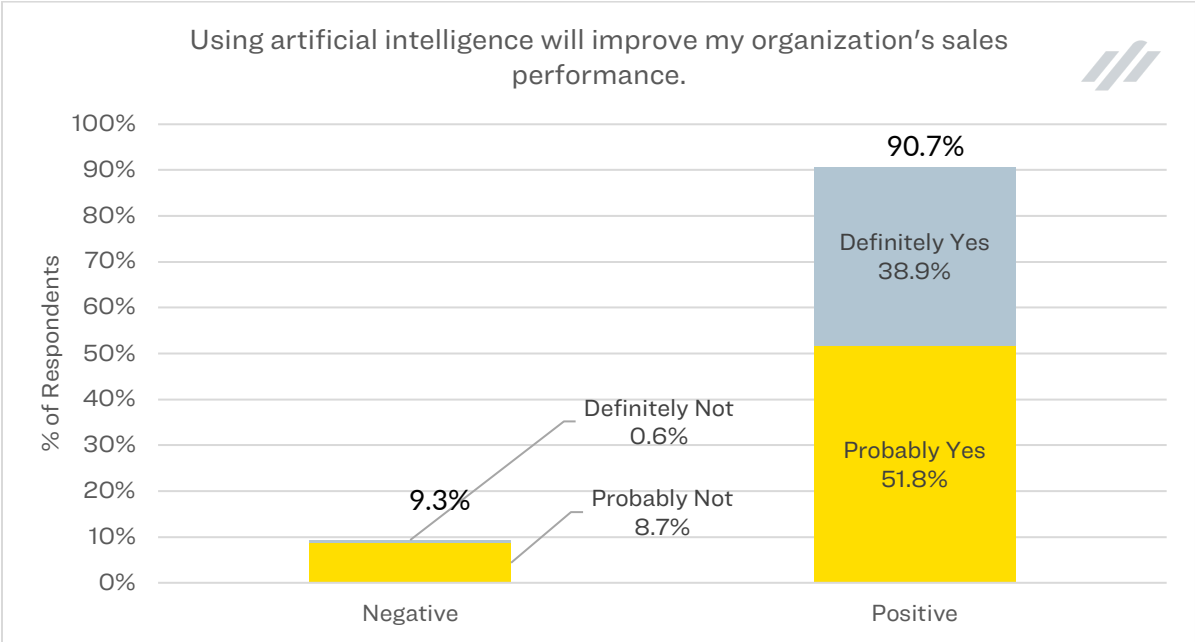 Using artificial intelligence will improve my organization's sales
performance.
100%
90%
80%
70%
60%
50%
40%
30%
20%
10%
0%
% of Respondents
9.3%
Definitely Not
0.6%
Probably Not
8.7%
90.7%
Definitely Yes
38.9%
Probably Yes
51.8%
Negative
Positive